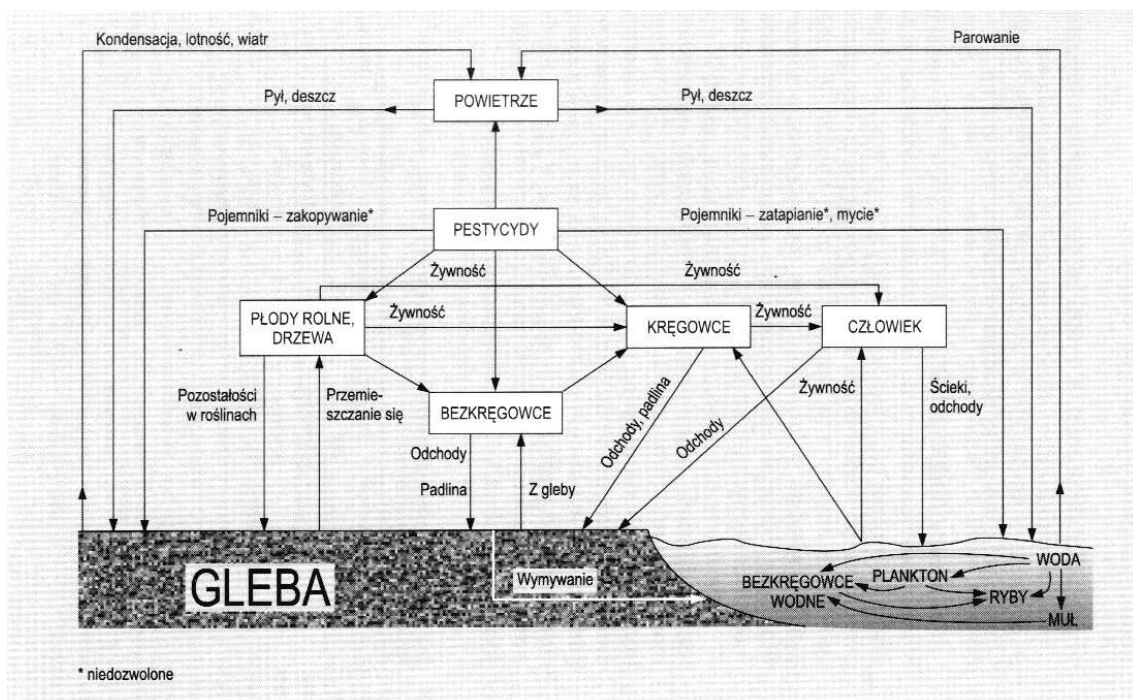 Kondensacja, lotność, wiatr
Parowanie
POWIETRZE
Pył, deszcz
Pył, deszcz
Pojemniki – zakopywanie*
PESTYCYDY
Pojemniki – zatapianie*, mycie*
Żywność
Żywność
PŁODY ROLNE,
DRZEWA
Żywność
KRĘGOWCE
Żywność
CZŁOWIEK
Pozostałości
w roślinach
Przemie-
szczanie się
BEZKRĘGOWCE
Odchody, padlina
Odchody
Żywność
Ścieki,
odchody
Odchody
Padlina
Z gleby
GLEBA
Wymywanie
WODA
PLANKTON
BEZKRĘGOWCE
WODNE
RYBY
MUŁ
* niedozwolone